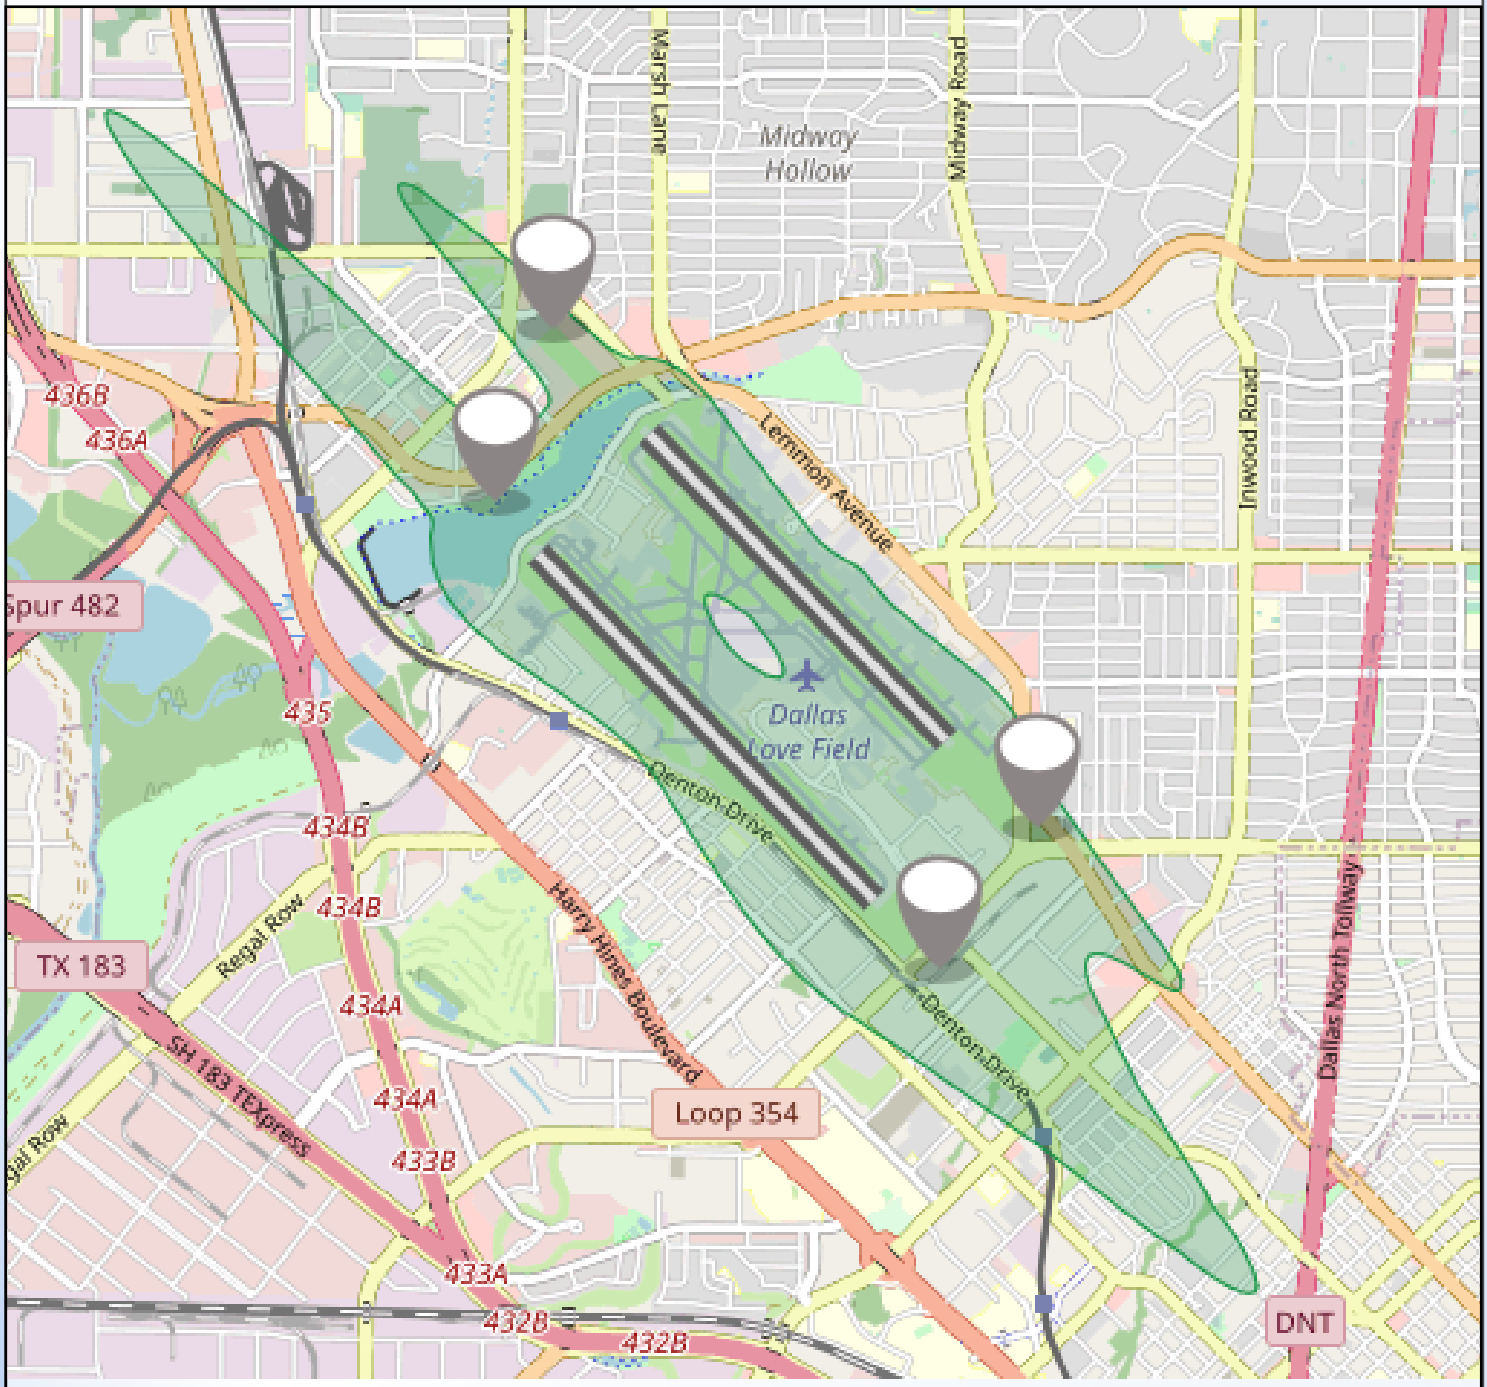 Marsh Lane
Midway Road
Midway
Hollow
436B
436A
Lemmon Avenue
Inwood Road
Spur 482
435
Dallas
Love Field
Denton Drive
434B
434B
Harry Hines Boulevard
Regal Row
TX 183
434A
Denton Drive
Dallas North Tollway
SH 183 TEXpress
434A
Loop 354
gal Row
433B
433A
432B
432B
DNT